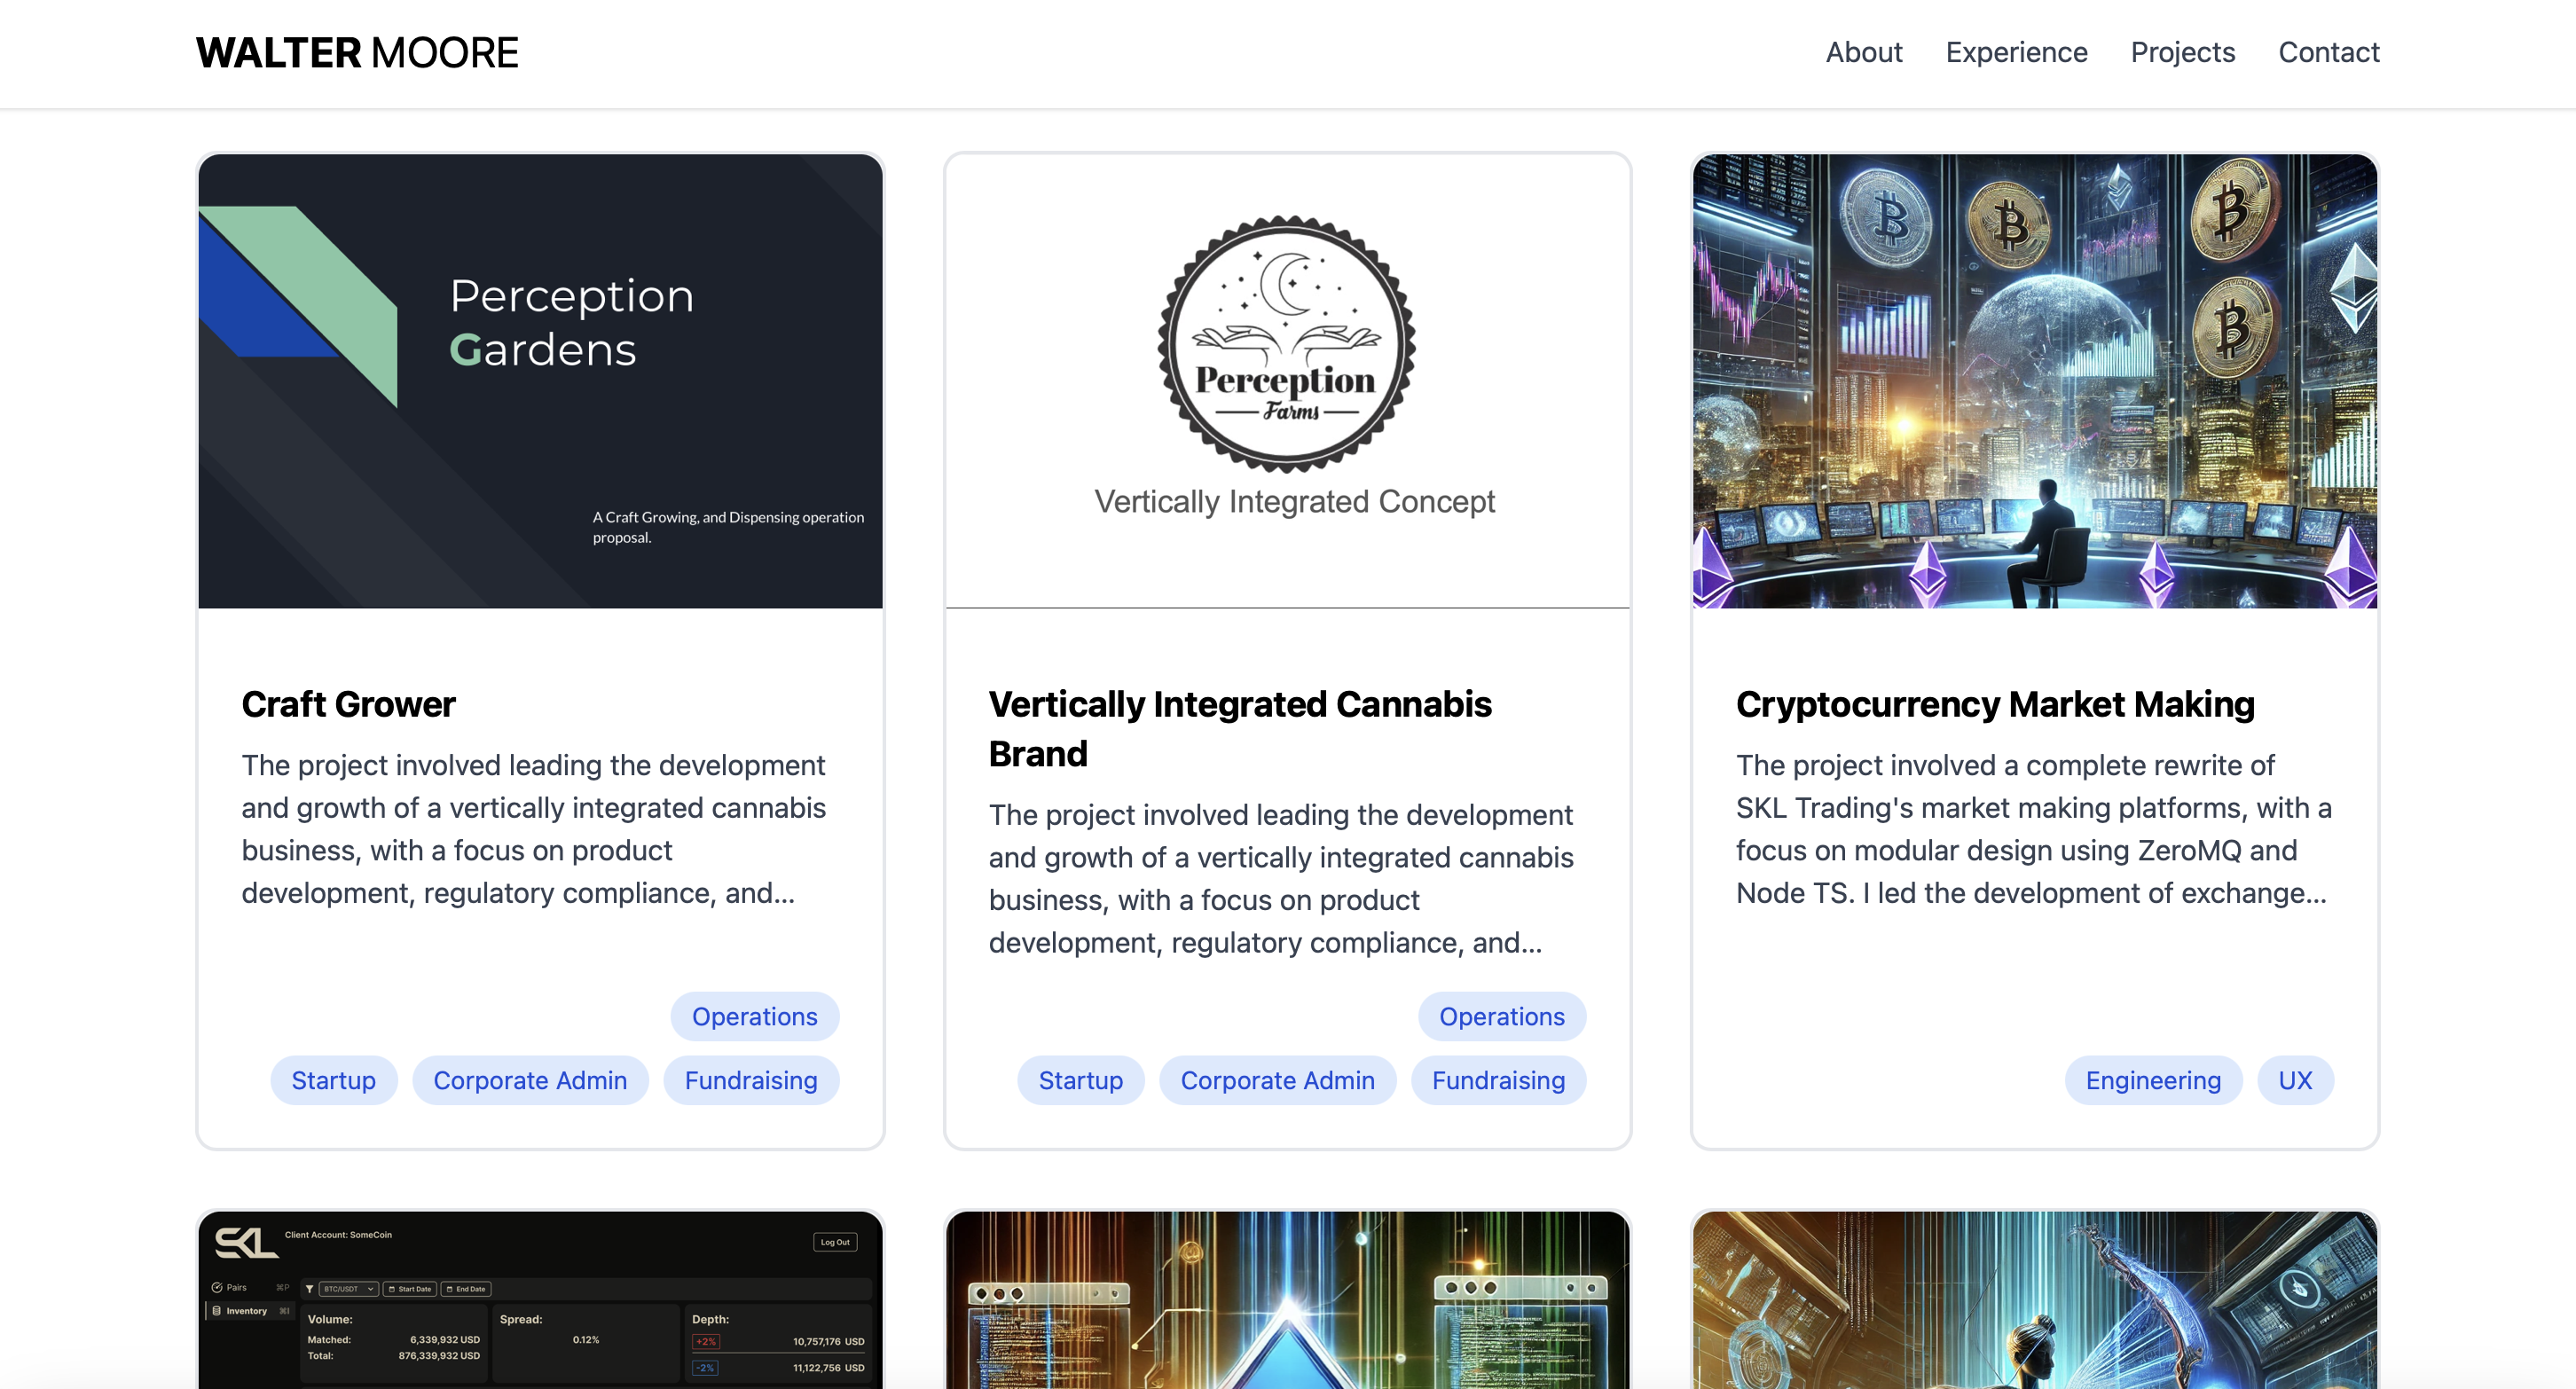 WALTER MOORE
About Experience Projects Contact
Perception
Gardens
A Craft Growing, and Dispensing operation
proposal.
Craft Grower
The project involved leading the development
and growth of a vertically integrated cannabis
business, with a focus on product
development, regulatory compliance, and...
Operations
Startup Corporate Admin Fundraising
Perception
Farms
Vertically Integrated Concept
Vertically Integrated Cannabis
Brand
The project involved leading the development
and growth of a vertically integrated cannabis
business, with a focus on product
development, regulatory compliance, and...
Operations
Startup Corporate Admin Fundraising
Cryptocurrency Market Making
The project involved a complete rewrite of
SKL Trading's market making platforms, with a
focus on modular design using ZeroMQ and
Node TS. I led the development of exchange...
Engineering UX
SKL
Client Account: SomeCoin
Log Out
Pairs ⌘P
Inventory ⌘I
BTC/USDT Start Date End Date
Volume:
Matched: 6,339,932 USD
Total: 876,339,932 USD
Spread:
0.12%
Depth:
+2% 10,757,176 USD
-2% 11,122,756 USD